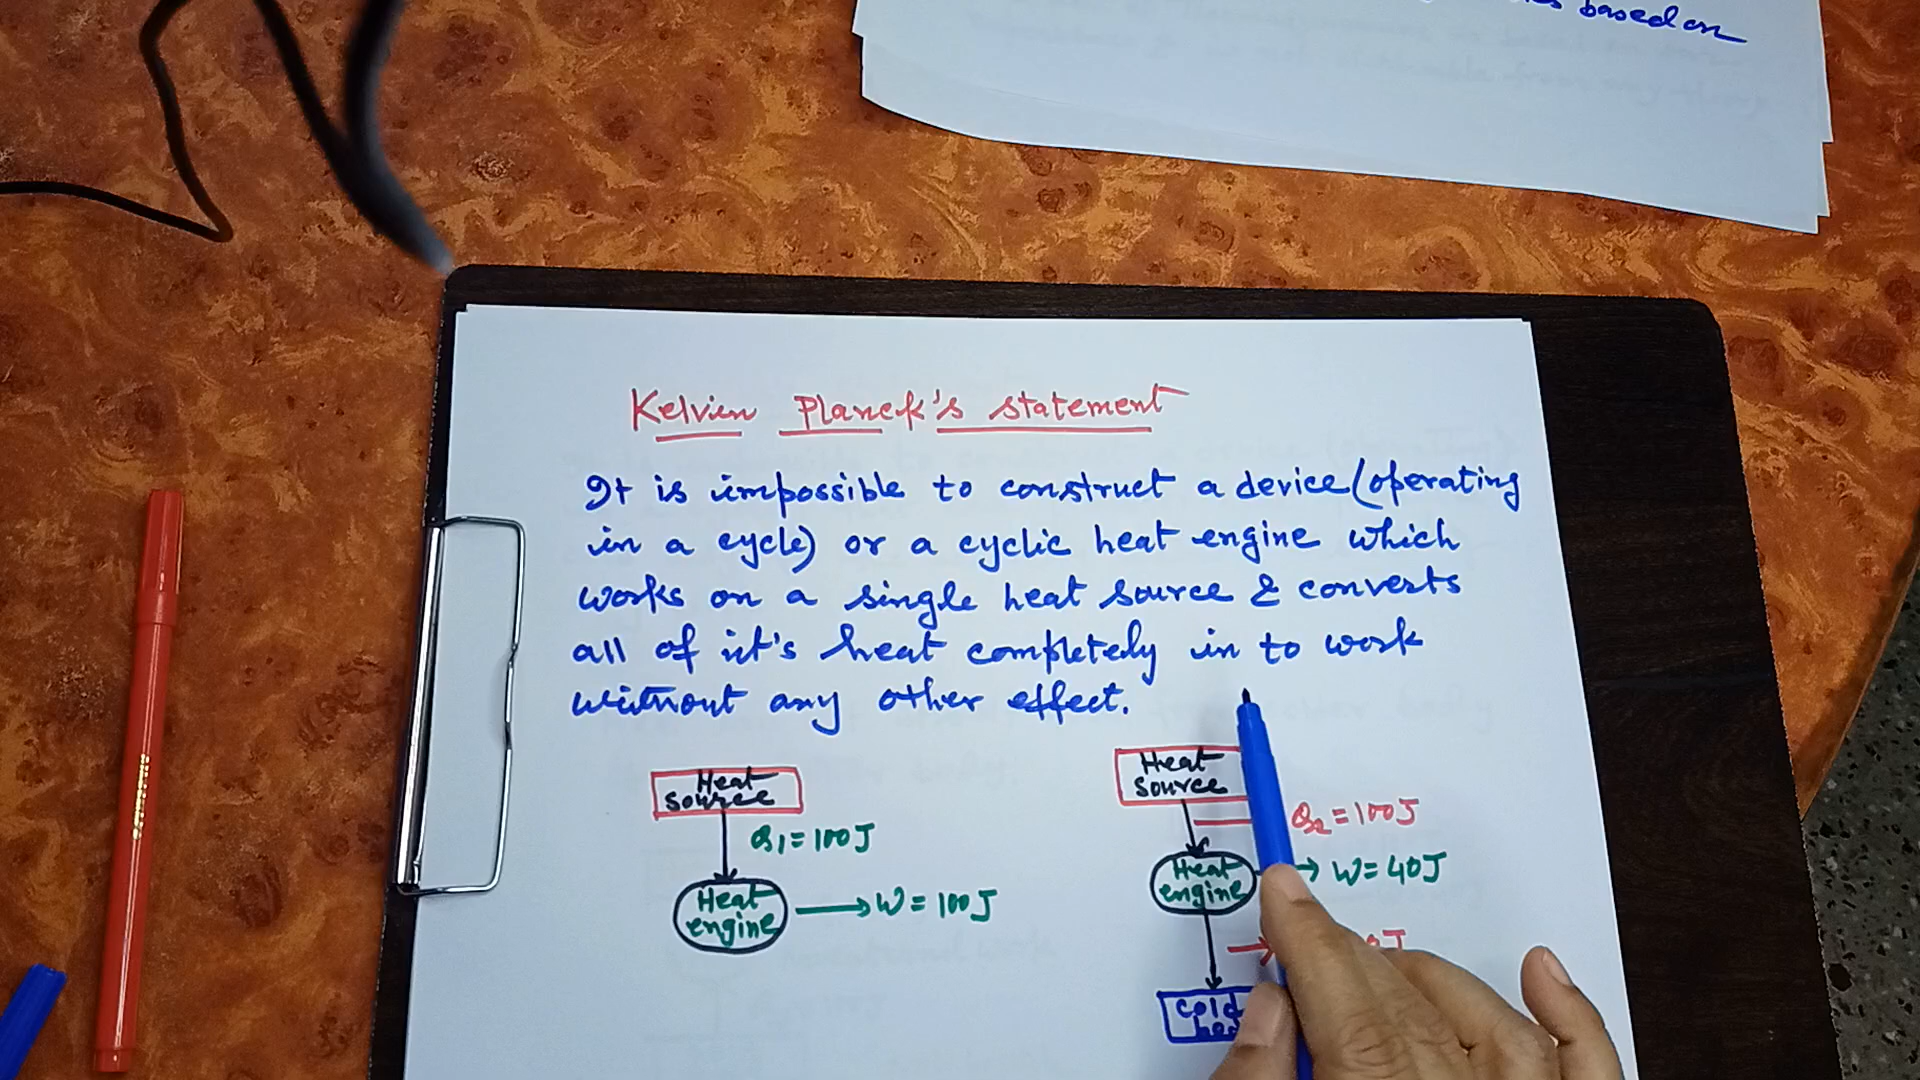 based on
Kelvien Planck's statement
It is impossible to construct a device (operating
in a cycle) or a cyclic heat engine which
works on a single heat source & converts
all of it's heat completely in to work
without any other effect.
Heat
source
Q1 = 100J
Heat
engine
W = 100J
Heat
source
Q2 = 100J
Heat
engine
W = 40J
J
Cold